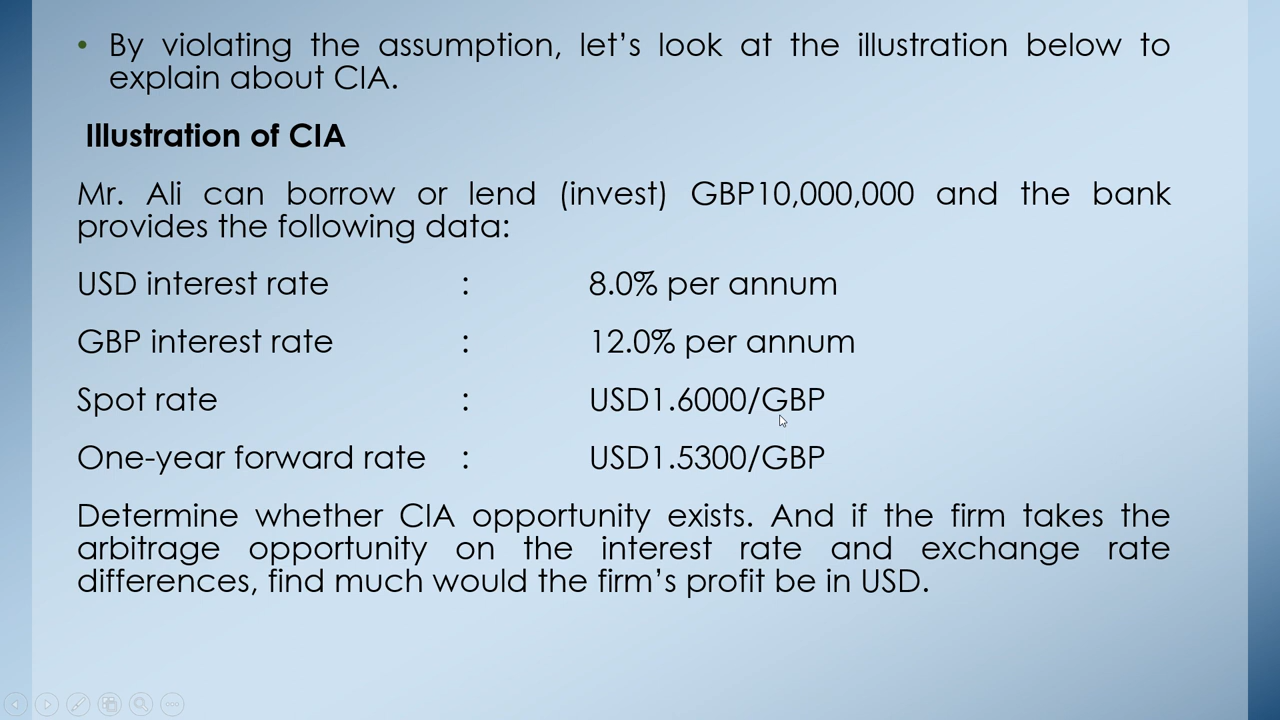 • By violating the assumption, let’s look at the illustration below to
explain about CIA.
Illustration of CIA
Mr. Ali can borrow or lend (invest) GBP10,000,000 and the bank
provides the following data:
USD interest rate : 8.0% per annum
GBP interest rate : 12.0% per annum
Spot rate : USD1.6000/GBP
One-year forward rate : USD1.5300/GBP
Determine whether CIA opportunity exists. And if the firm takes the
arbitrage opportunity on the interest rate and exchange rate
differences, find much would the firm’s profit be in USD.